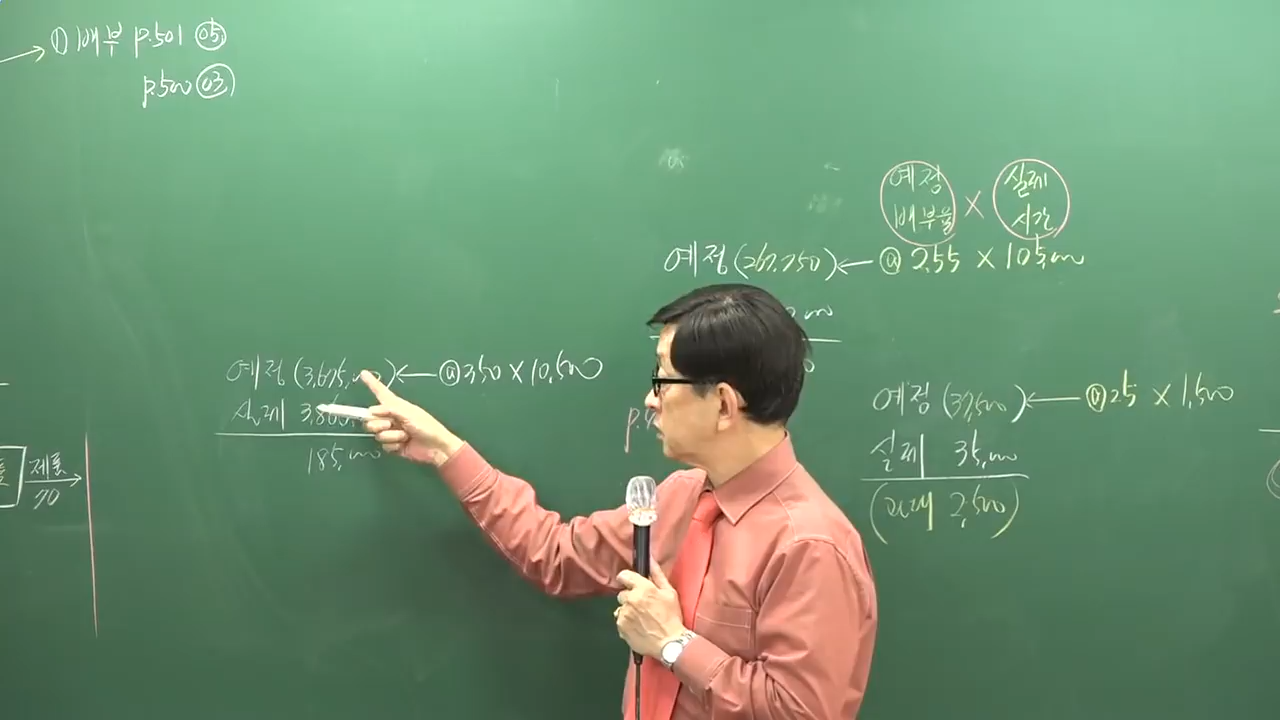 ① 배부 p.501 05
p.500 03
예정 배부율 × 실제 시간
예정 (267,750) ← @2.55 × 105,000
예정 (3,675,000) ← @350 × 10,500
실제 3,860,
185,000
예정 (37,500) ← @25 × 1,500
실제 35,000
(과대 2,500)
제품
70